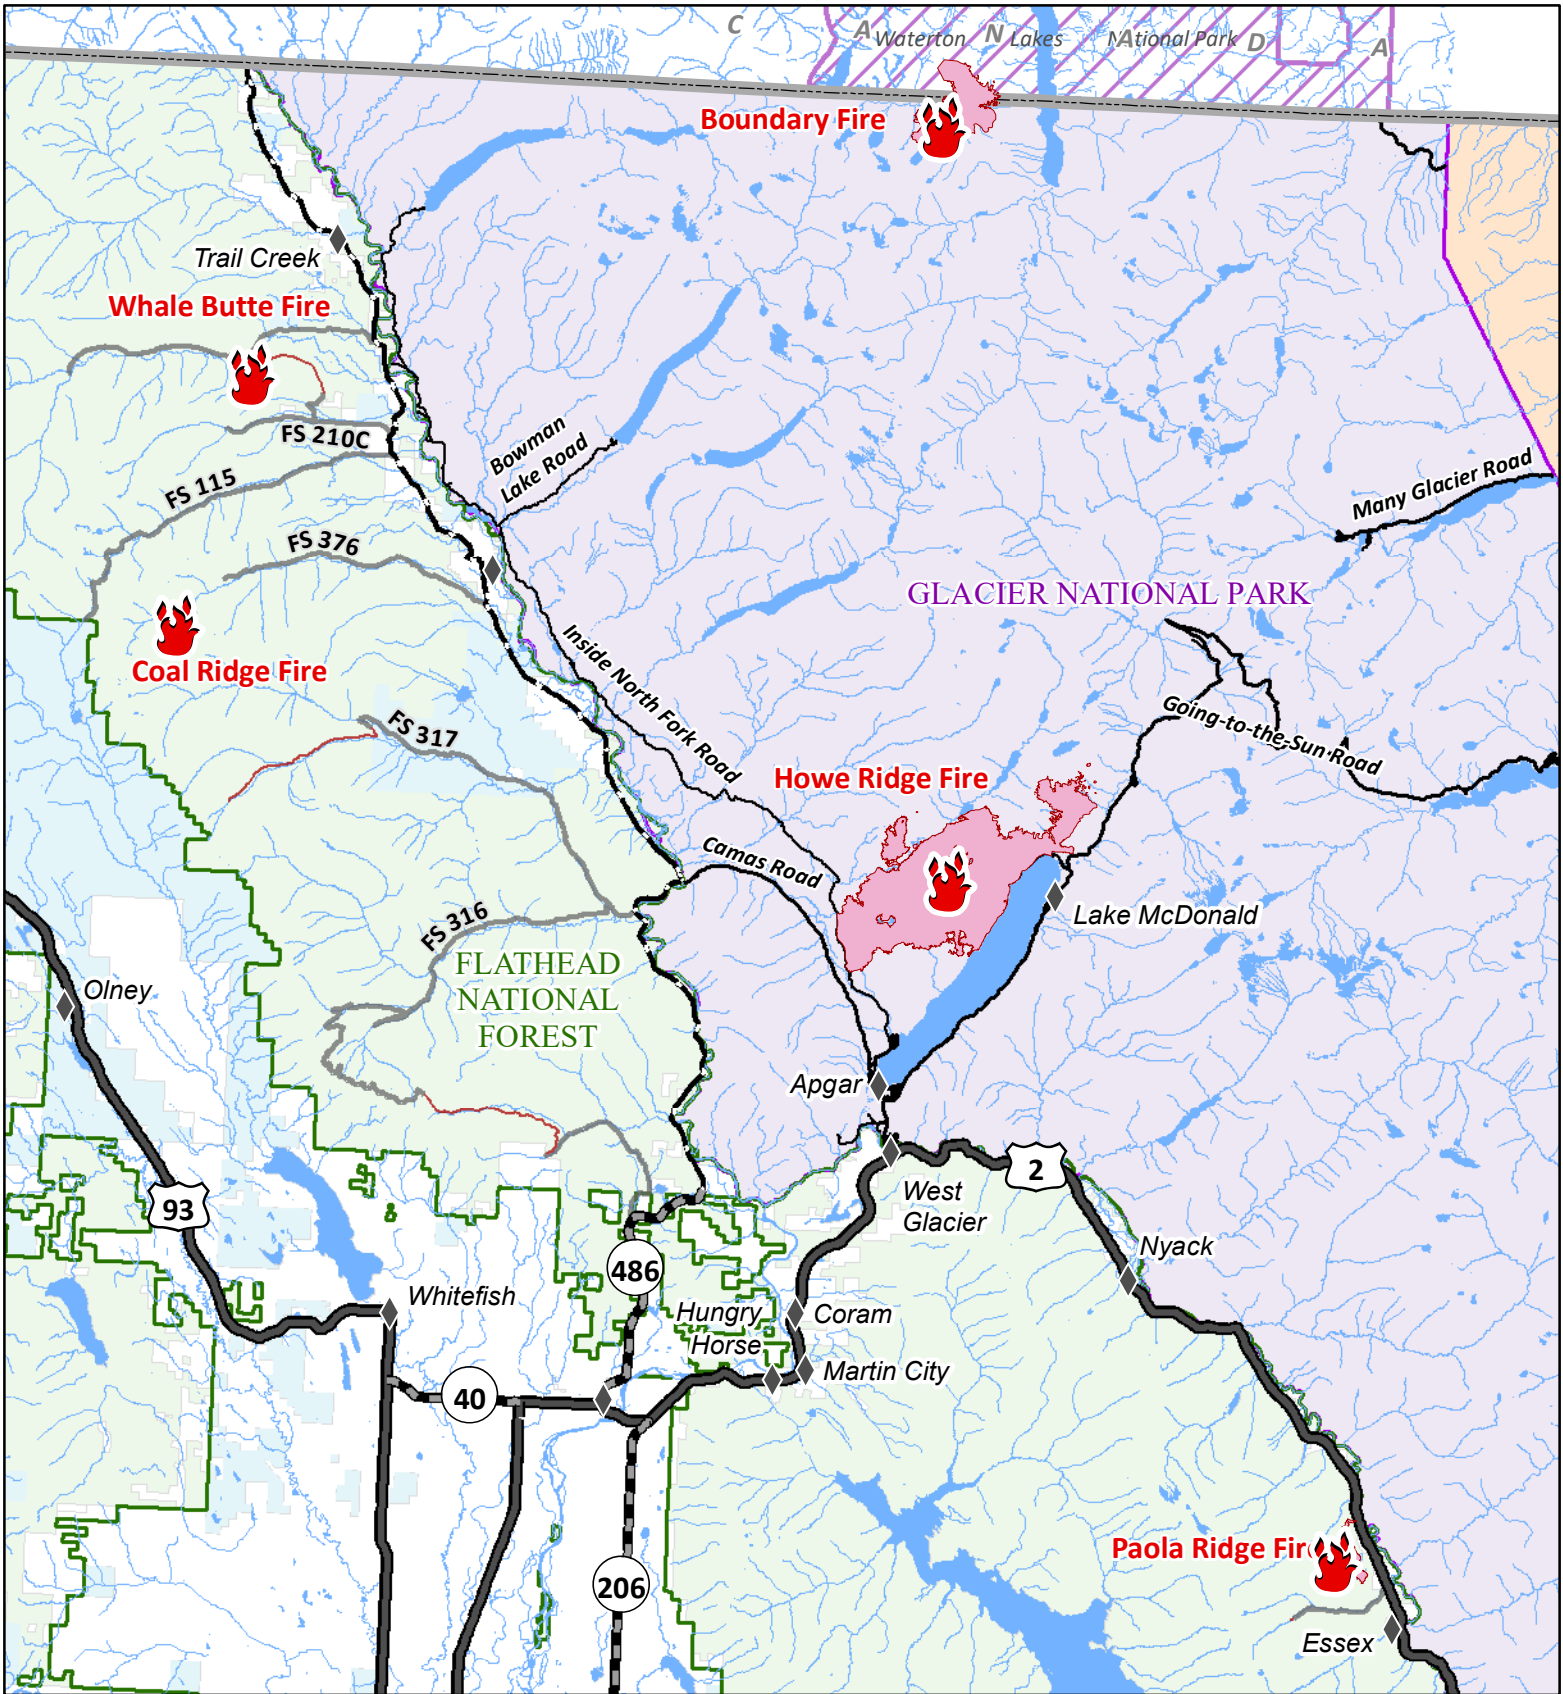 C A N A D A
Waterton Lakes National Park
Boundary Fire
Trail Creek
Whale Butte Fire
FS 210C
Bowman
Lake Road
FS 115
Many Glacier Road
FS 376
GLACIER NATIONAL PARK
Coal Ridge Fire
Inside North Fork Road
FS 317
Going-to-the-Sun Road
Howe Ridge Fire
Camas Road
Lake McDonald
FS 316
FLATHEAD
NATIONAL
FOREST
Olney
Apgar
2
93
West
Glacier
Nyack
486
Whitefish
Hungry
Horse
Coram
Martin City
40
Paola Ridge Fire
206
Essex